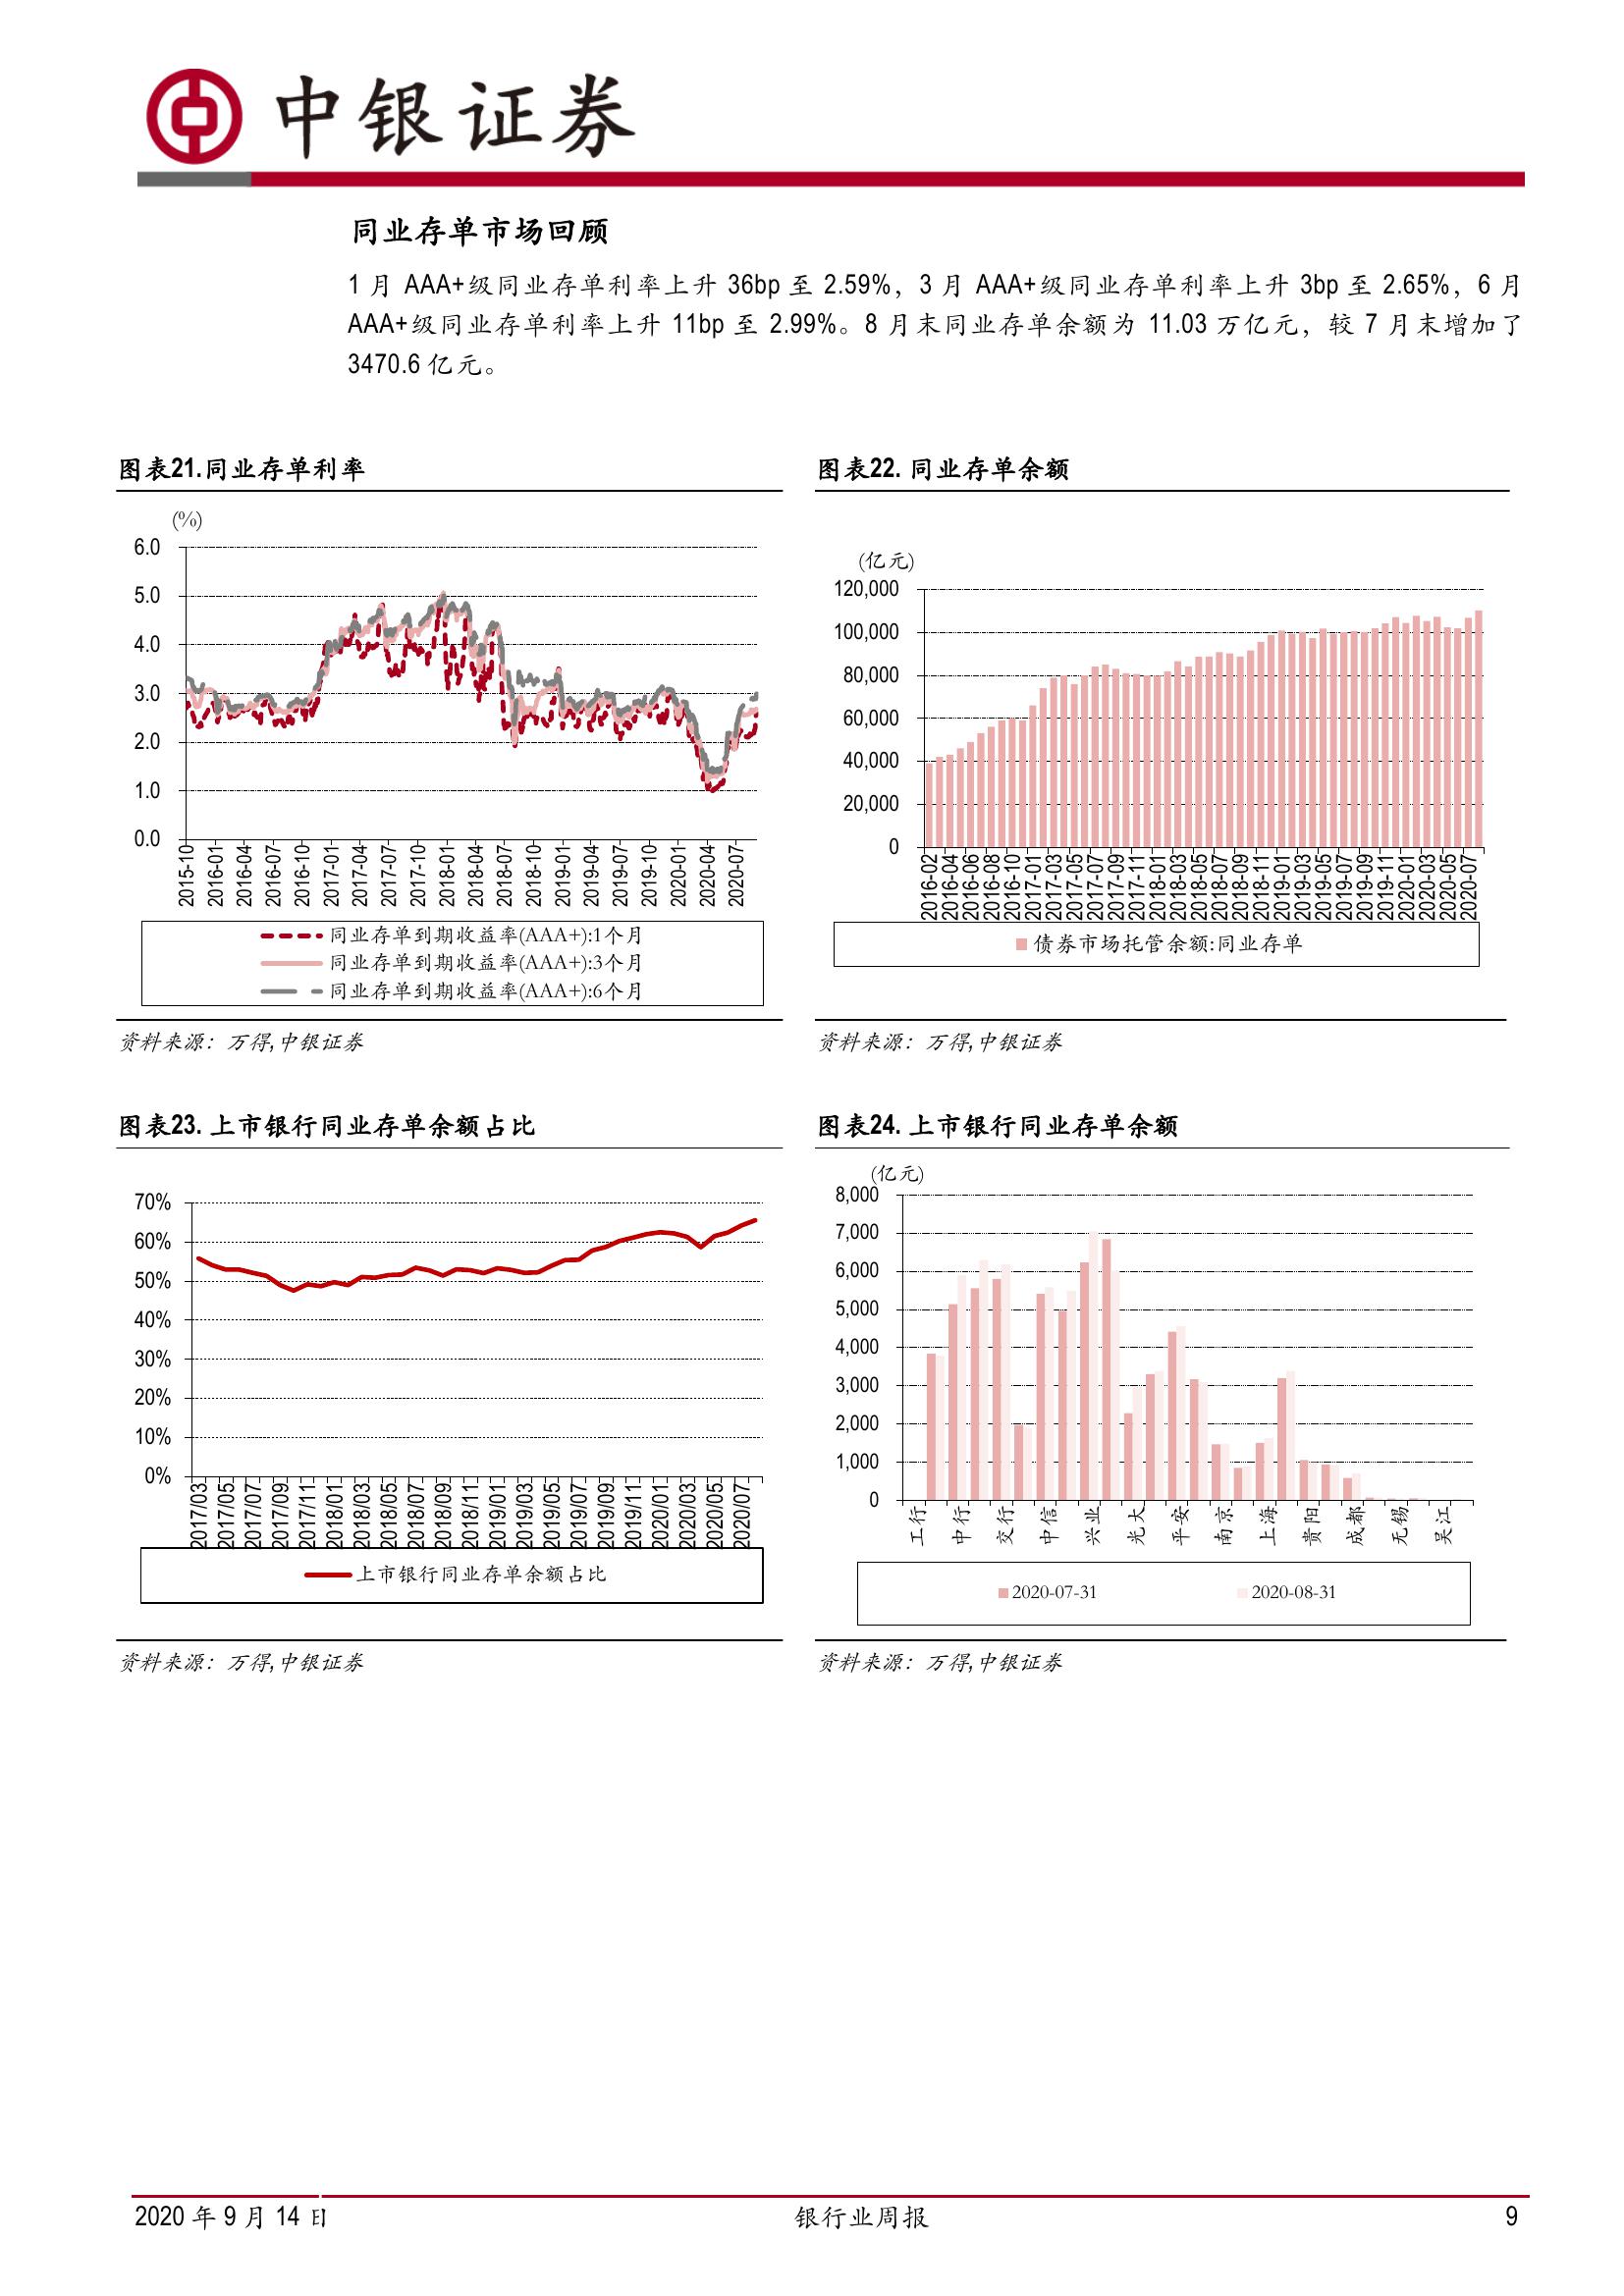 中银证券
同业存单市场回顾
1 月 AAA+级同业存单利率上升 36bp 至 2.59%，3 月 AAA+级同业存单利率上升 3bp 至 2.65%，6 月
AAA+级同业存单利率上升 11bp 至 2.99%。8 月末同业存单余额为 11.03 万亿元，较 7 月末增加了
3470.6 亿元。
图表21.同业存单利率
(%)
6.0
5.0
4.0
3.0
2.0
1.0
0.0
2015-10
2016-01
2016-04
2016-07
2016-10
2017-01
2017-04
2017-07
2017-10
2018-01
2018-04
2018-07
2018-10
2019-01
2019-04
2019-07
2019-10
2020-01
2020-04
2020-07
同业存单到期收益率(AAA+):1个月
同业存单到期收益率(AAA+):3个月
同业存单到期收益率(AAA+):6个月
资料来源：万得,中银证券
图表22. 同业存单余额
(亿元)
120,000
100,000
80,000
60,000
40,000
20,000
0
2016-02
2016-04
2016-06
2016-08
2016-10
2017-01
2017-03
2017-05
2017-07
2017-09
2017-11
2018-01
2018-03
2018-05
2018-07
2018-09
2018-11
2019-01
2019-03
2019-05
2019-07
2019-09
2019-11
2020-01
2020-03
2020-05
2020-07
债券市场托管余额:同业存单
资料来源：万得,中银证券
图表23. 上市银行同业存单余额占比
70%
60%
50%
40%
30%
20%
10%
0%
2017/03
2017/05
2017/07
2017/09
2017/11
2018/01
2018/03
2018/05
2018/07
2018/09
2018/11
2019/01
2019/03
2019/05
2019/07
2019/09
2019/11
2020/01
2020/03
2020/05
2020/07
上市银行同业存单余额占比
资料来源：万得,中银证券
图表24. 上市银行同业存单余额
(亿元)
8,000
7,000
6,000
5,000
4,000
3,000
2,000
1,000
0
工行
中行
交行
中信
兴业
光大
平安
南京
上海
贵阳
成都
无锡
吴江
2020-07-31
2020-08-31
资料来源：万得,中银证券
2020 年 9 月 14 日
银行业周报
9